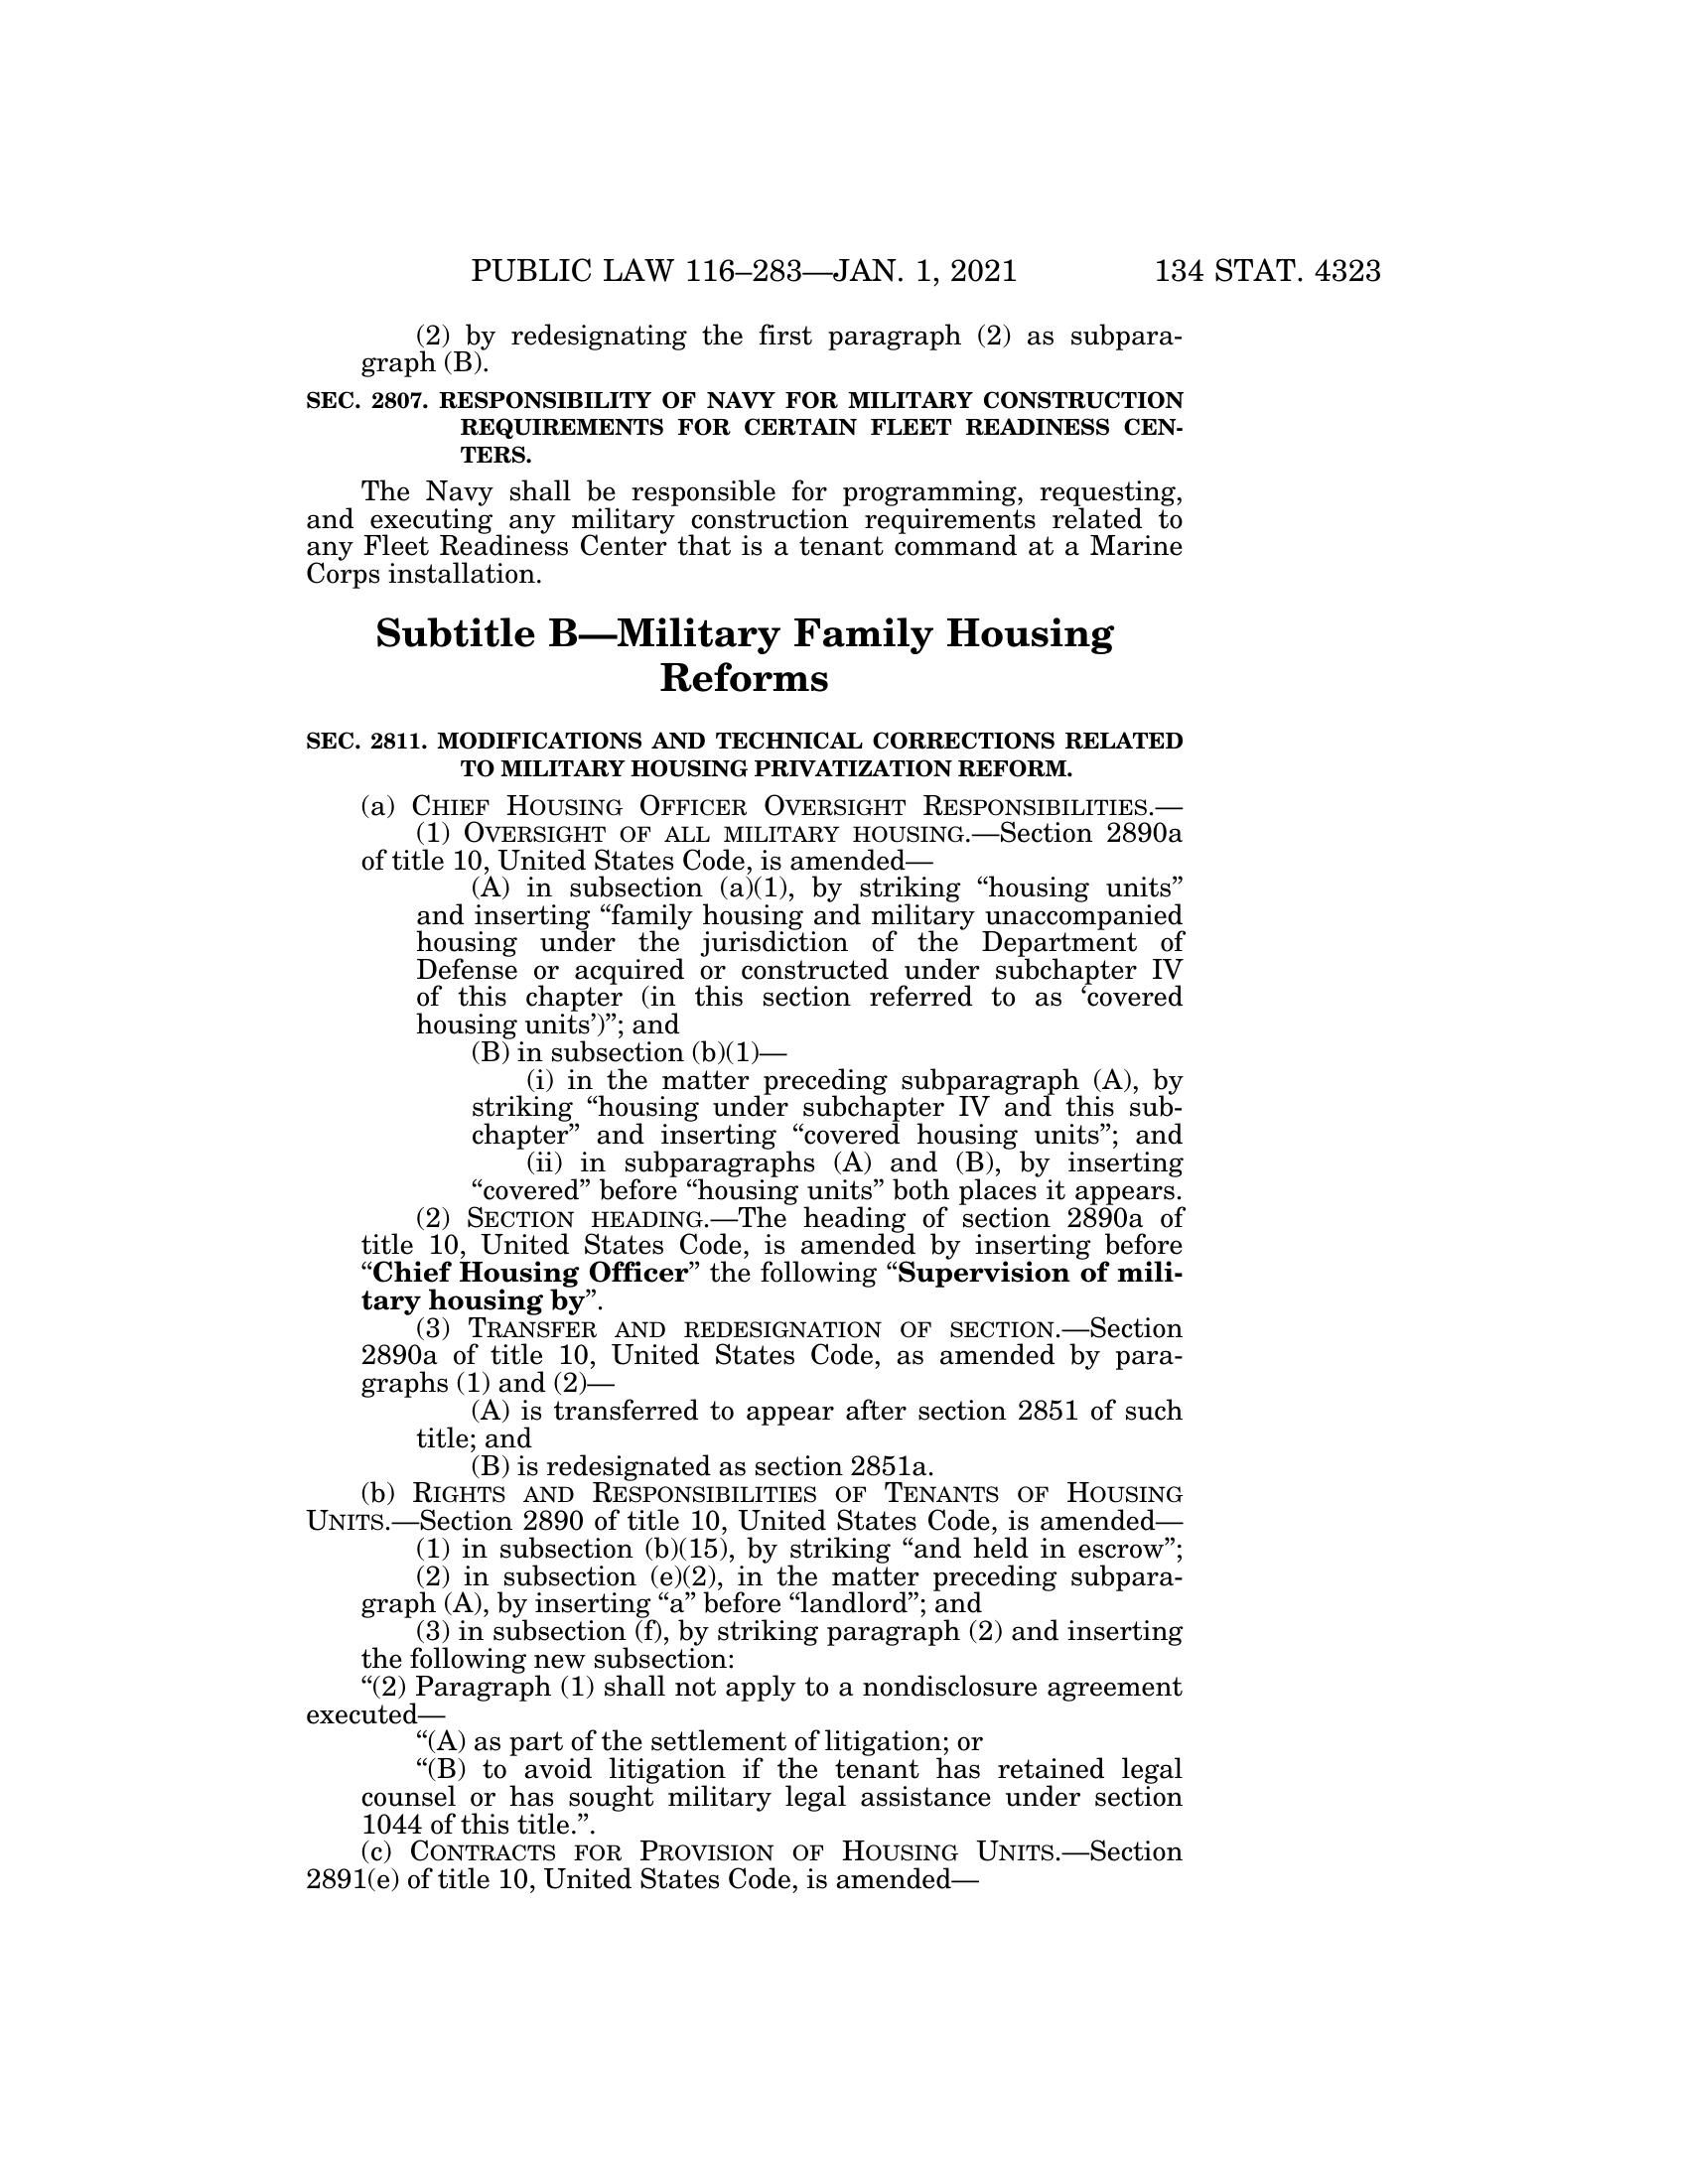 PUBLIC LAW 116–283—JAN. 1, 2021 134 STAT. 4323
(2) by redesignating the first paragraph (2) as subpara-
graph (B).
SEC. 2807. RESPONSIBILITY OF NAVY FOR MILITARY CONSTRUCTION
REQUIREMENTS FOR CERTAIN FLEET READINESS CEN-
TERS.
The Navy shall be responsible for programming, requesting,
and executing any military construction requirements related to
any Fleet Readiness Center that is a tenant command at a Marine
Corps installation.
Subtitle B—Military Family Housing
Reforms
SEC. 2811. MODIFICATIONS AND TECHNICAL CORRECTIONS RELATED
TO MILITARY HOUSING PRIVATIZATION REFORM.
(a) CHIEF HOUSING OFFICER OVERSIGHT RESPONSIBILITIES.—
(1) OVERSIGHT OF ALL MILITARY HOUSING.—Section 2890a
of title 10, United States Code, is amended—
(A) in subsection (a)(1), by striking “housing units”
and inserting “family housing and military unaccompanied
housing under the jurisdiction of the Department of
Defense or acquired or constructed under subchapter IV
of this chapter (in this section referred to as ‘covered
housing units’)”; and
(B) in subsection (b)(1)—
(i) in the matter preceding subparagraph (A), by
striking “housing under subchapter IV and this sub-
chapter” and inserting “covered housing units”; and
(ii) in subparagraphs (A) and (B), by inserting
“covered” before “housing units” both places it appears.
(2) SECTION HEADING.—The heading of section 2890a of
title 10, United States Code, is amended by inserting before
“Chief Housing Officer” the following “Supervision of mili-
tary housing by”.
(3) TRANSFER AND REDESIGNATION OF SECTION.—Section
2890a of title 10, United States Code, as amended by para-
graphs (1) and (2)—
(A) is transferred to appear after section 2851 of such
title; and
(B) is redesignated as section 2851a.
(b) RIGHTS AND RESPONSIBILITIES OF TENANTS OF HOUSING
UNITS.—Section 2890 of title 10, United States Code, is amended—
(1) in subsection (b)(15), by striking “and held in escrow”;
(2) in subsection (e)(2), in the matter preceding subpara-
graph (A), by inserting “a” before “landlord”; and
(3) in subsection (f), by striking paragraph (2) and inserting
the following new subsection:
“(2) Paragraph (1) shall not apply to a nondisclosure agreement
executed—
“(A) as part of the settlement of litigation; or
“(B) to avoid litigation if the tenant has retained legal
counsel or has sought military legal assistance under section
1044 of this title.”.
(c) CONTRACTS FOR PROVISION OF HOUSING UNITS.—Section
2891(e) of title 10, United States Code, is amended—